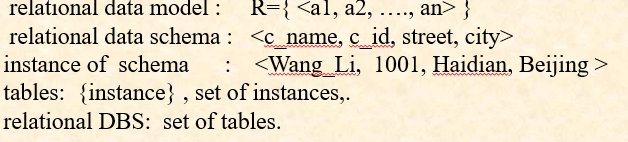 relational data model :      R={ <a1, a2, …., an> }
relational data schema :   <c_name, c_id, street, city>
instance of  schema      :    <Wang_Li,  1001, Haidian, Beijing >
tables:  {instance} , set of instances,.
relational DBS:  set of tables.